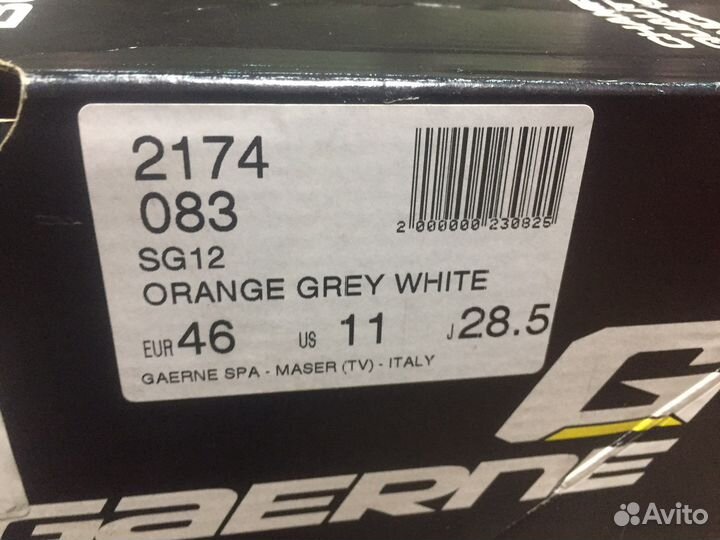 2174
083
SG12
ORANGE GREY WHITE
2 000000 230825
EUR 46 US 11 J 28.5
GAERNE SPA - MASER (TV) - ITALY
G
GAERNE
Avito